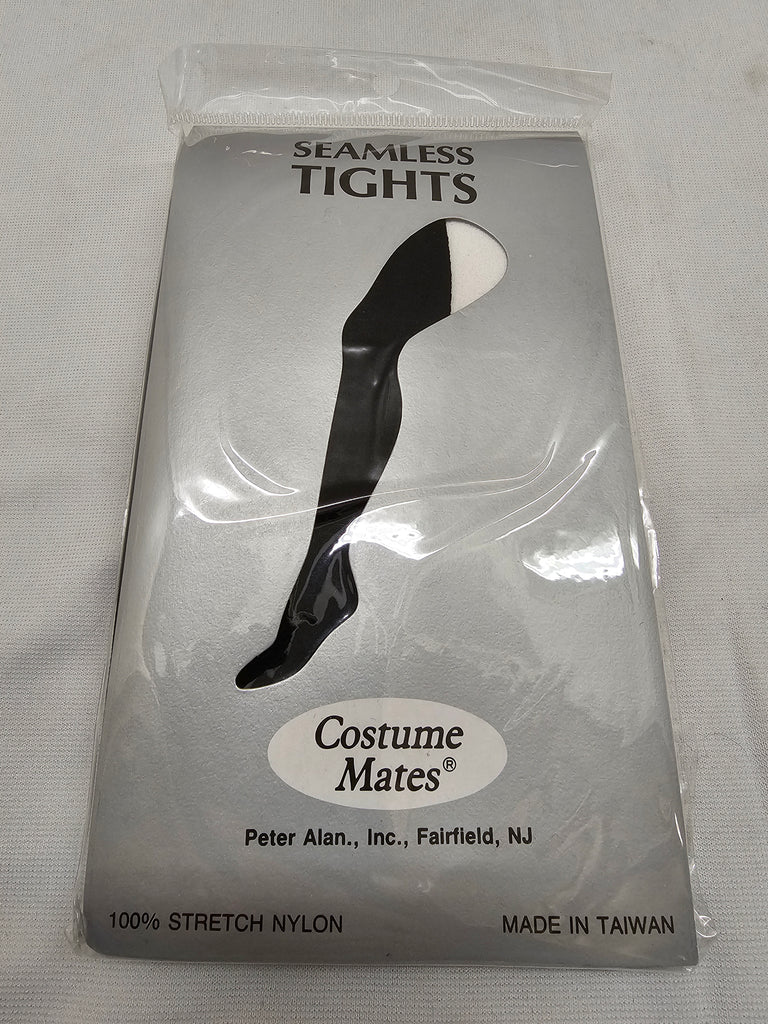 SEAMLESS
TIGHTS
Costume
Mates®
Peter Alan., Inc., Fairfield, NJ
100% STRETCH NYLON MADE IN TAIWAN